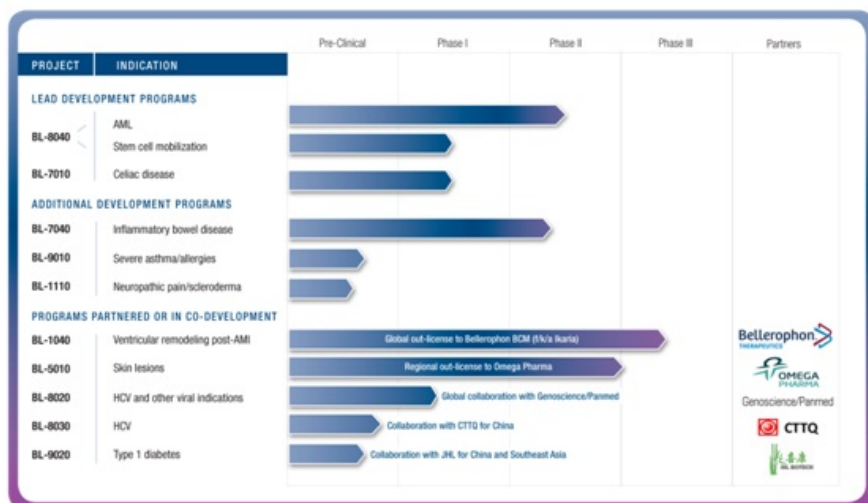 Pre-Clinical Phase I Phase II Phase III Partners
PROJECT INDICATION
LEAD DEVELOPMENT PROGRAMS
BL-8040 AML
Stem cell mobilization
BL-7010 Celiac disease
ADDITIONAL DEVELOPMENT PROGRAMS
BL-7040 Inflammatory bowel disease
BL-9010 Severe asthma/allergies
BL-1110 Neuropathic pain/scleroderma
PROGRAMS PARTNERED OR IN CO-DEVELOPMENT
BL-1040 Ventricular remodeling post-AMI Global out-license to Bellerophon BCM (f/k/a Ikaria) Bellerophon
THERAPEUTICS
BL-5010 Skin lesions Regional out-license to Omega Pharma OMEGA
PHARMA
BL-8020 HCV and other viral indications Global collaboration with Genoscience/Panmed Genoscience/Panmed
BL-8030 HCV Collaboration with CTTQ for China CTTQ
BL-9020 Type 1 diabetes Collaboration with JHL for China and Southeast Asia
JHL BIOTECH